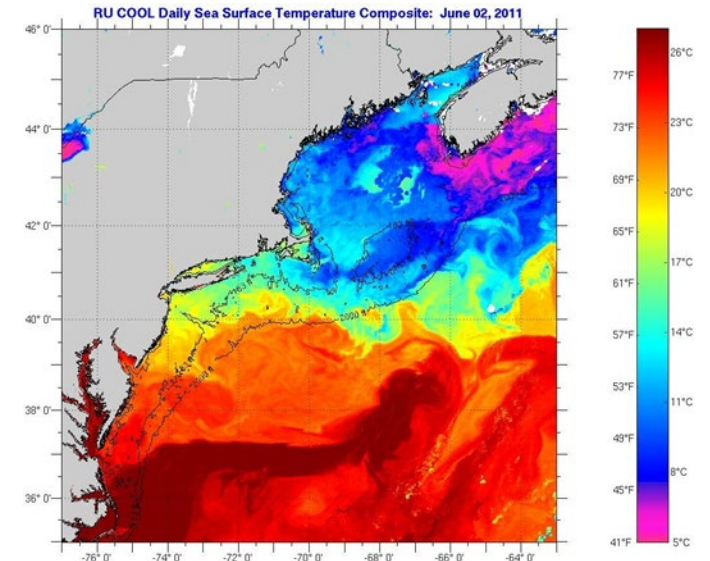 RU COOL Daily Sea Surface Temperature Composite: June 02, 2011
46° 0'
44° 0'
42° 0'
40° 0'
38° 0'
36° 0'
-76° 0'
-74° 0'
-72° 0'
-70° 0'
-68° 0'
-66° 0'
-64° 0'
77°F
73°F
69°F
65°F
61°F
57°F
53°F
49°F
45°F
41°F
26°C
23°C
20°C
17°C
14°C
11°C
8°C
5°C